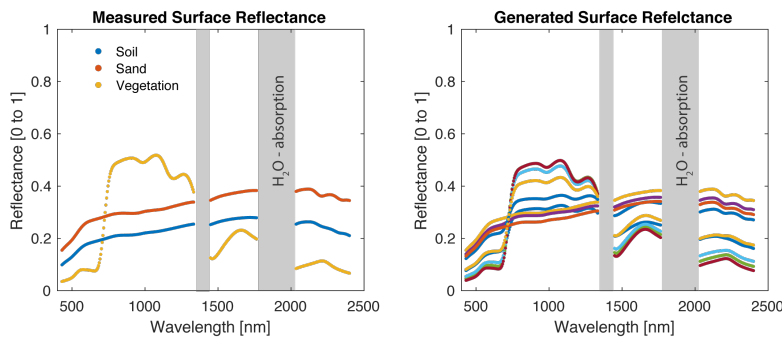 Measured Surface Reflectance
Reflectance [0 to 1]
1
0.8
0.6
0.4
0.2
0
Soil
Sand
Vegetation
H2O - absorption
500
1000
1500
2000
2500
Wavelength [nm]
Generated Surface Refelctance
Reflectance [0 to 1]
1
0.8
0.6
0.4
0.2
0
H2O - absorption
500
1000
1500
2000
2500
Wavelength [nm]